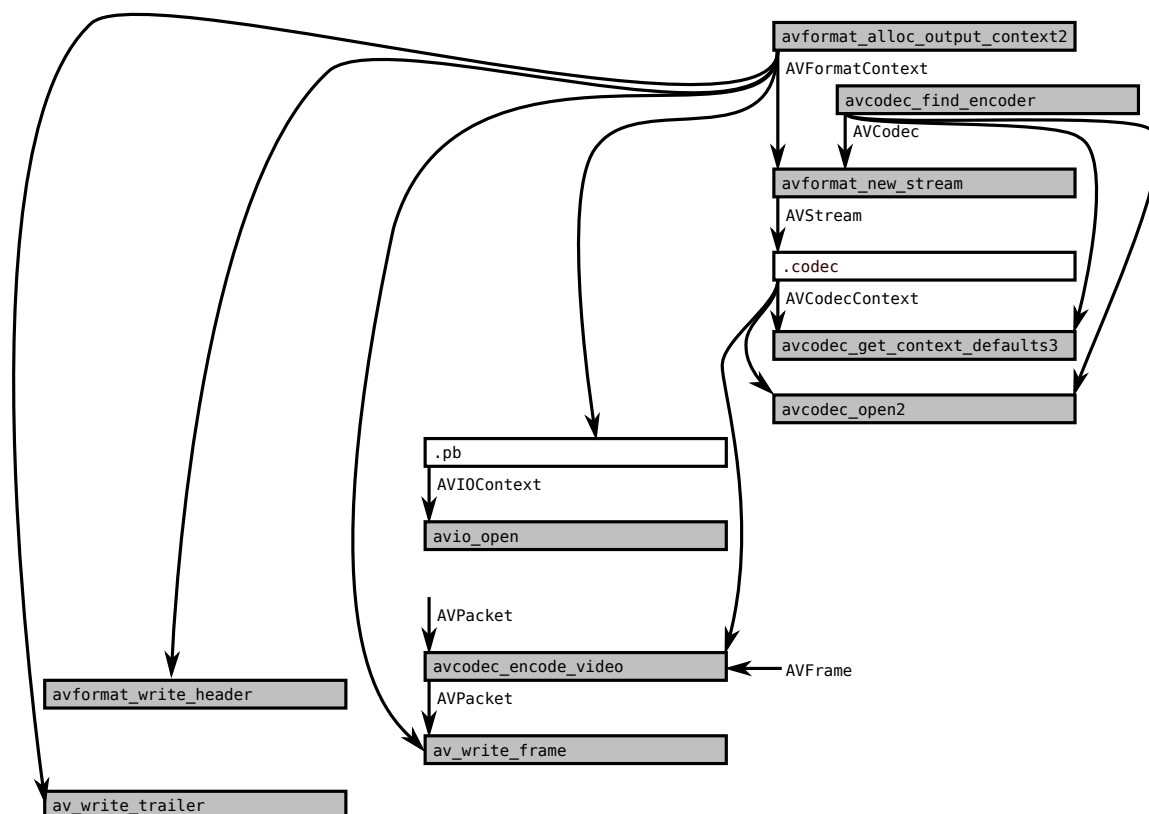 avformat_alloc_output_context2
AVFormatContext
avcodec_find_encoder
AVCodec
avformat_new_stream
AVStream
.codec
AVCodecContext
avcodec_get_context_defaults3
avcodec_open2
.pb
AVIOContext
avio_open
AVPacket
avcodec_encode_video
AVFrame
avformat_write_header
AVPacket
av_write_frame
av_write_trailer